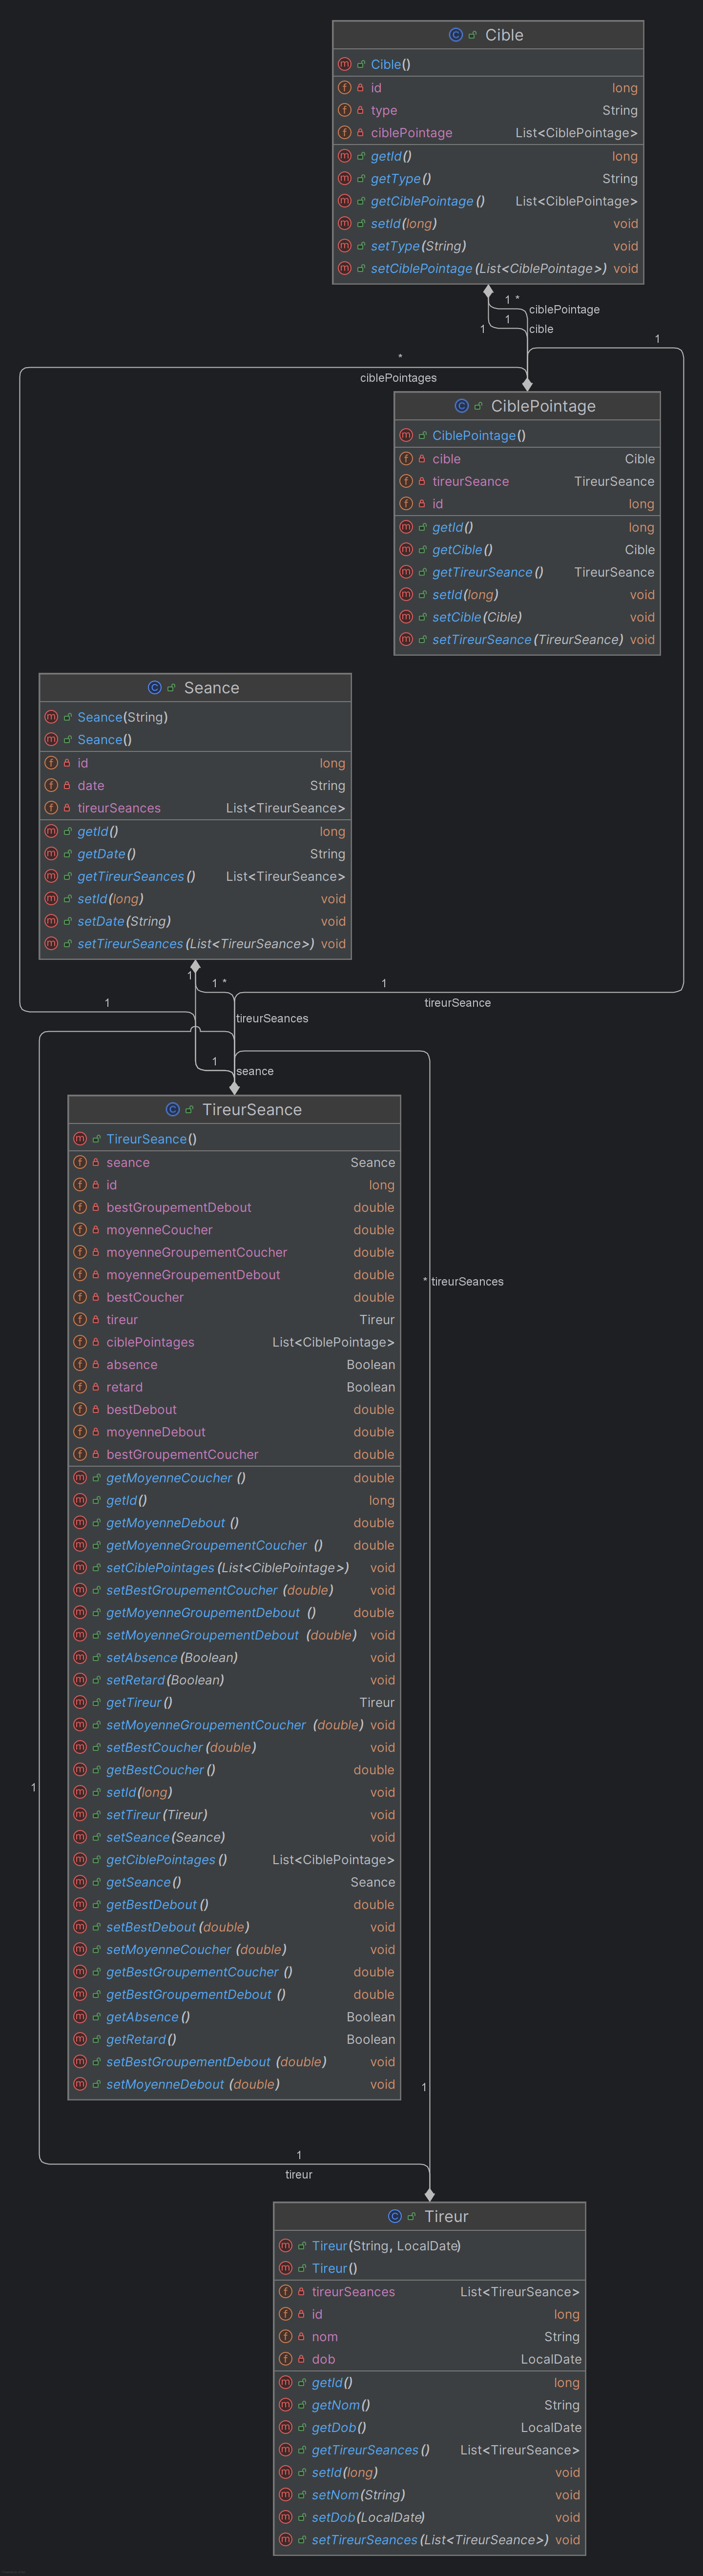 Cible
Cible()
id long
type String
ciblePointage List<CiblePointage>
getId() long
getType() String
getCiblePointage() List<CiblePointage>
setId(long) void
setType(String) void
setCiblePointage(List<CiblePointage>) void
1 *
ciblePointage
1
1 cible
1
*
ciblePointages
CiblePointage
CiblePointage()
cible Cible
tireurSeance TireurSeance
id long
getId() long
getCible() Cible
getTireurSeance() TireurSeance
setId(long) void
setCible(Cible) void
setTireurSeance(TireurSeance) void
Seance
Seance(String)
Seance()
id long
date String
tireurSeances List<TireurSeance>
getId() long
getDate() String
getTireurSeances() List<TireurSeance>
setId(long) void
setDate(String) void
setTireurSeances(List<TireurSeance>) void
1
1 *
1
1
tireurSeance
tireurSeances
1
seance
TireurSeance
TireurSeance()
seance Seance
id long
bestGroupementDebout double
moyenneCoucher double
moyenneGroupementCoucher double
moyenneGroupementDebout double
bestCoucher double
tireur Tireur
ciblePointages List<CiblePointage>
absence Boolean
retard Boolean
bestDebout double
moyenneDebout double
bestGroupementCoucher double
* tireurSeances
getMoyenneCoucher() double
getId() long
getMoyenneDebout() double
getMoyenneGroupementCoucher() double
setCiblePointages(List<CiblePointage>) void
setBestGroupementCoucher(double) void
getMoyenneGroupementDebout() double
setMoyenneGroupementDebout(double) void
setAbsence(Boolean) void
setRetard(Boolean) void
getTireur() Tireur
setMoyenneGroupementCoucher(double) void
setBestCoucher(double) void
getBestCoucher() double
1
setId(long) void
setTireur(Tireur) void
setSeance(Seance) void
getCiblePointages() List<CiblePointage>
getSeance() Seance
getBestDebout() double
setBestDebout(double) void
setMoyenneCoucher(double) void
getBestGroupementCoucher() double
getBestGroupementDebout() double
getAbsence() Boolean
getRetard() Boolean
setBestGroupementDebout(double) void
setMoyenneDebout(double) void
1
1
tireur
Tireur
Tireur(String, LocalDate)
Tireur()
tireurSeances List<TireurSeance>
id long
nom String
dob LocalDate
getId() long
getNom() String
getDob() LocalDate
getTireurSeances() List<TireurSeance>
setId(long) void
setNom(String) void
setDob(LocalDate) void
setTireurSeances(List<TireurSeance>) void